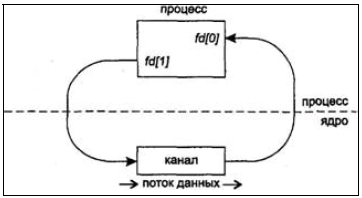 процесс
fd[0]
fd[1]
процесс
ядро
канал
поток данных